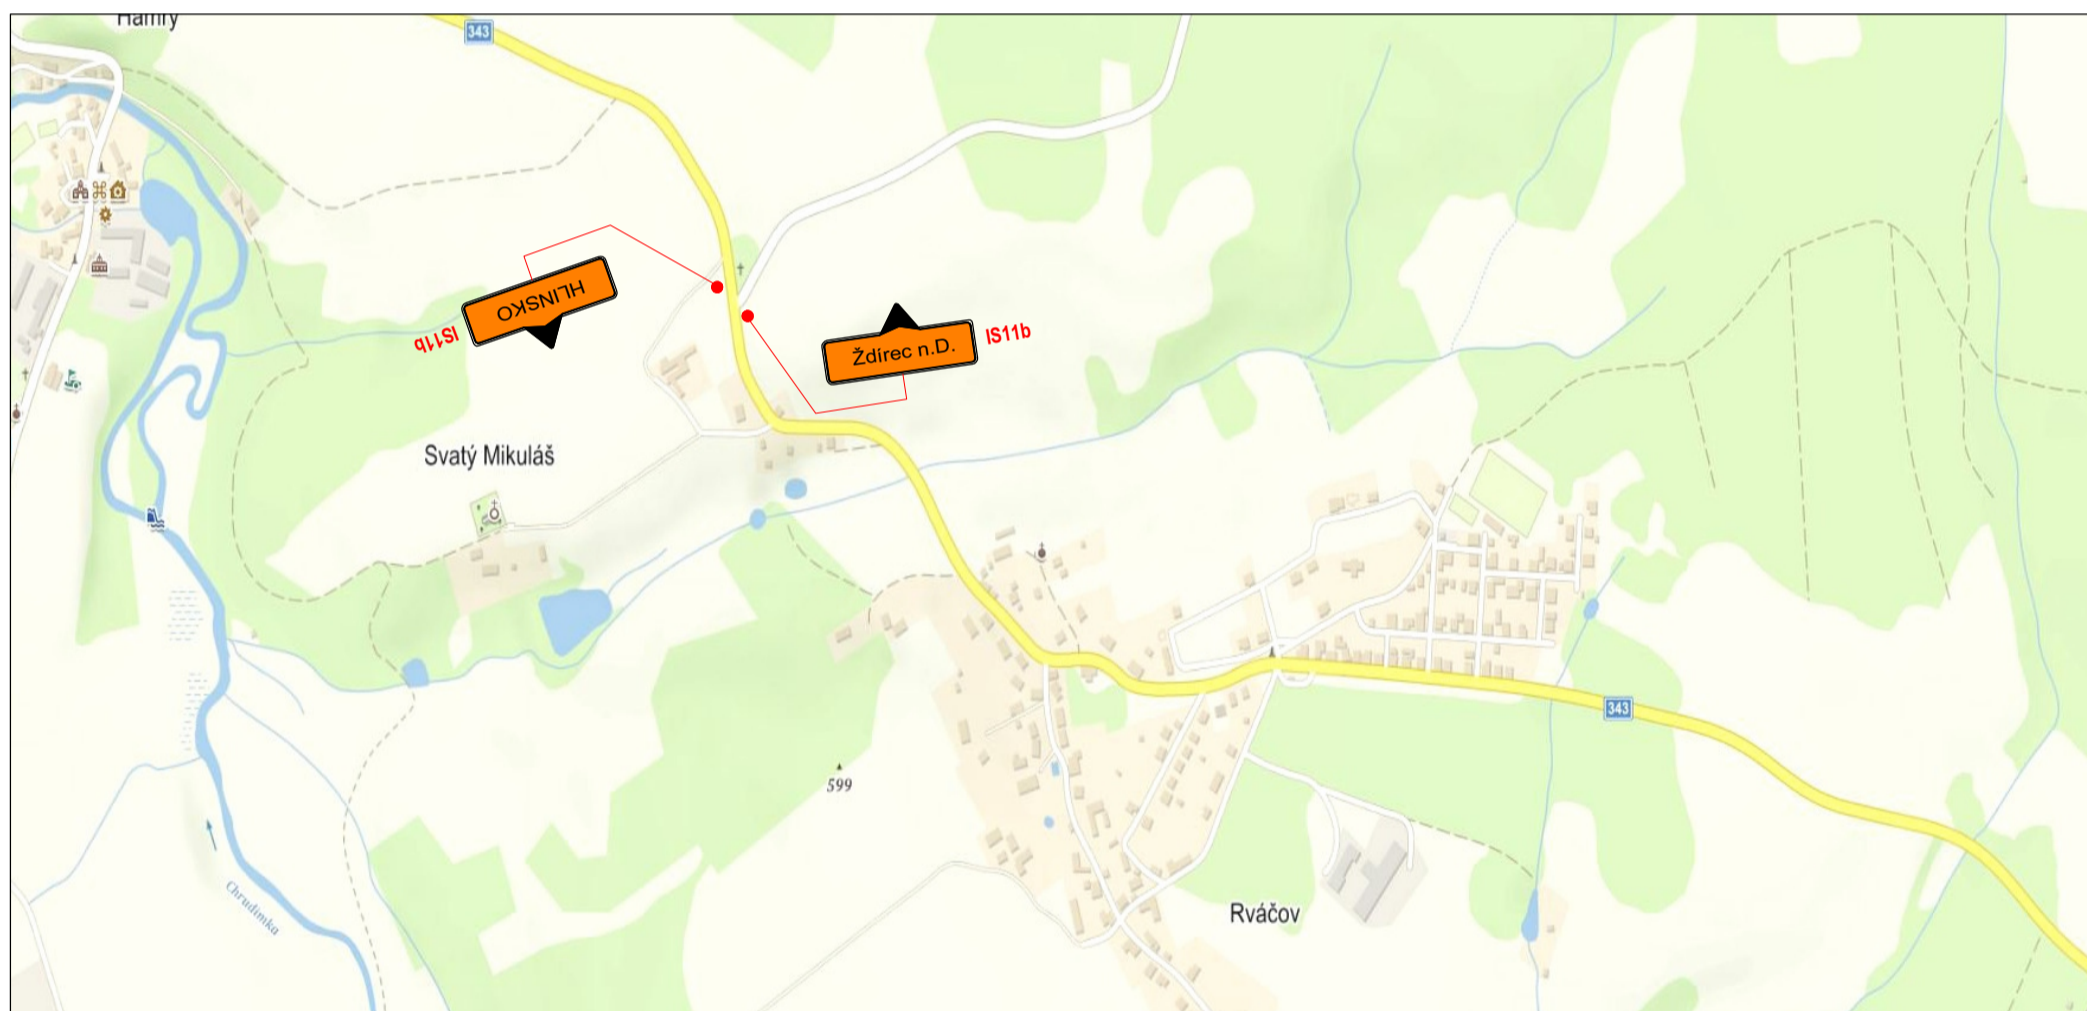 Hamry
343
HLINSKO
IS11b
Ždírec n.D.
IS11b
Svatý Mikuláš
343
599
Chrudimka
Rváčov